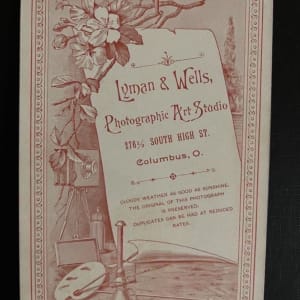 Lyman & Wells,
Photographic Art Studio
176½ SOUTH HIGH ST.
Columbus, O.
CLOUDY WEATHER AS GOOD AS SUNSHINE.
THE ORIGINAL OF THIS PHOTOGRAPH
IS PRESERVED.
DUPLICATES CAN BE HAD AT REDUCED
RATES.